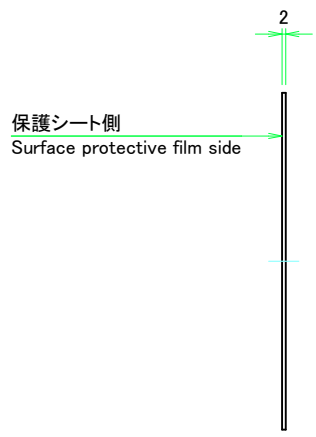 2
保護シート側
Surface protective film side